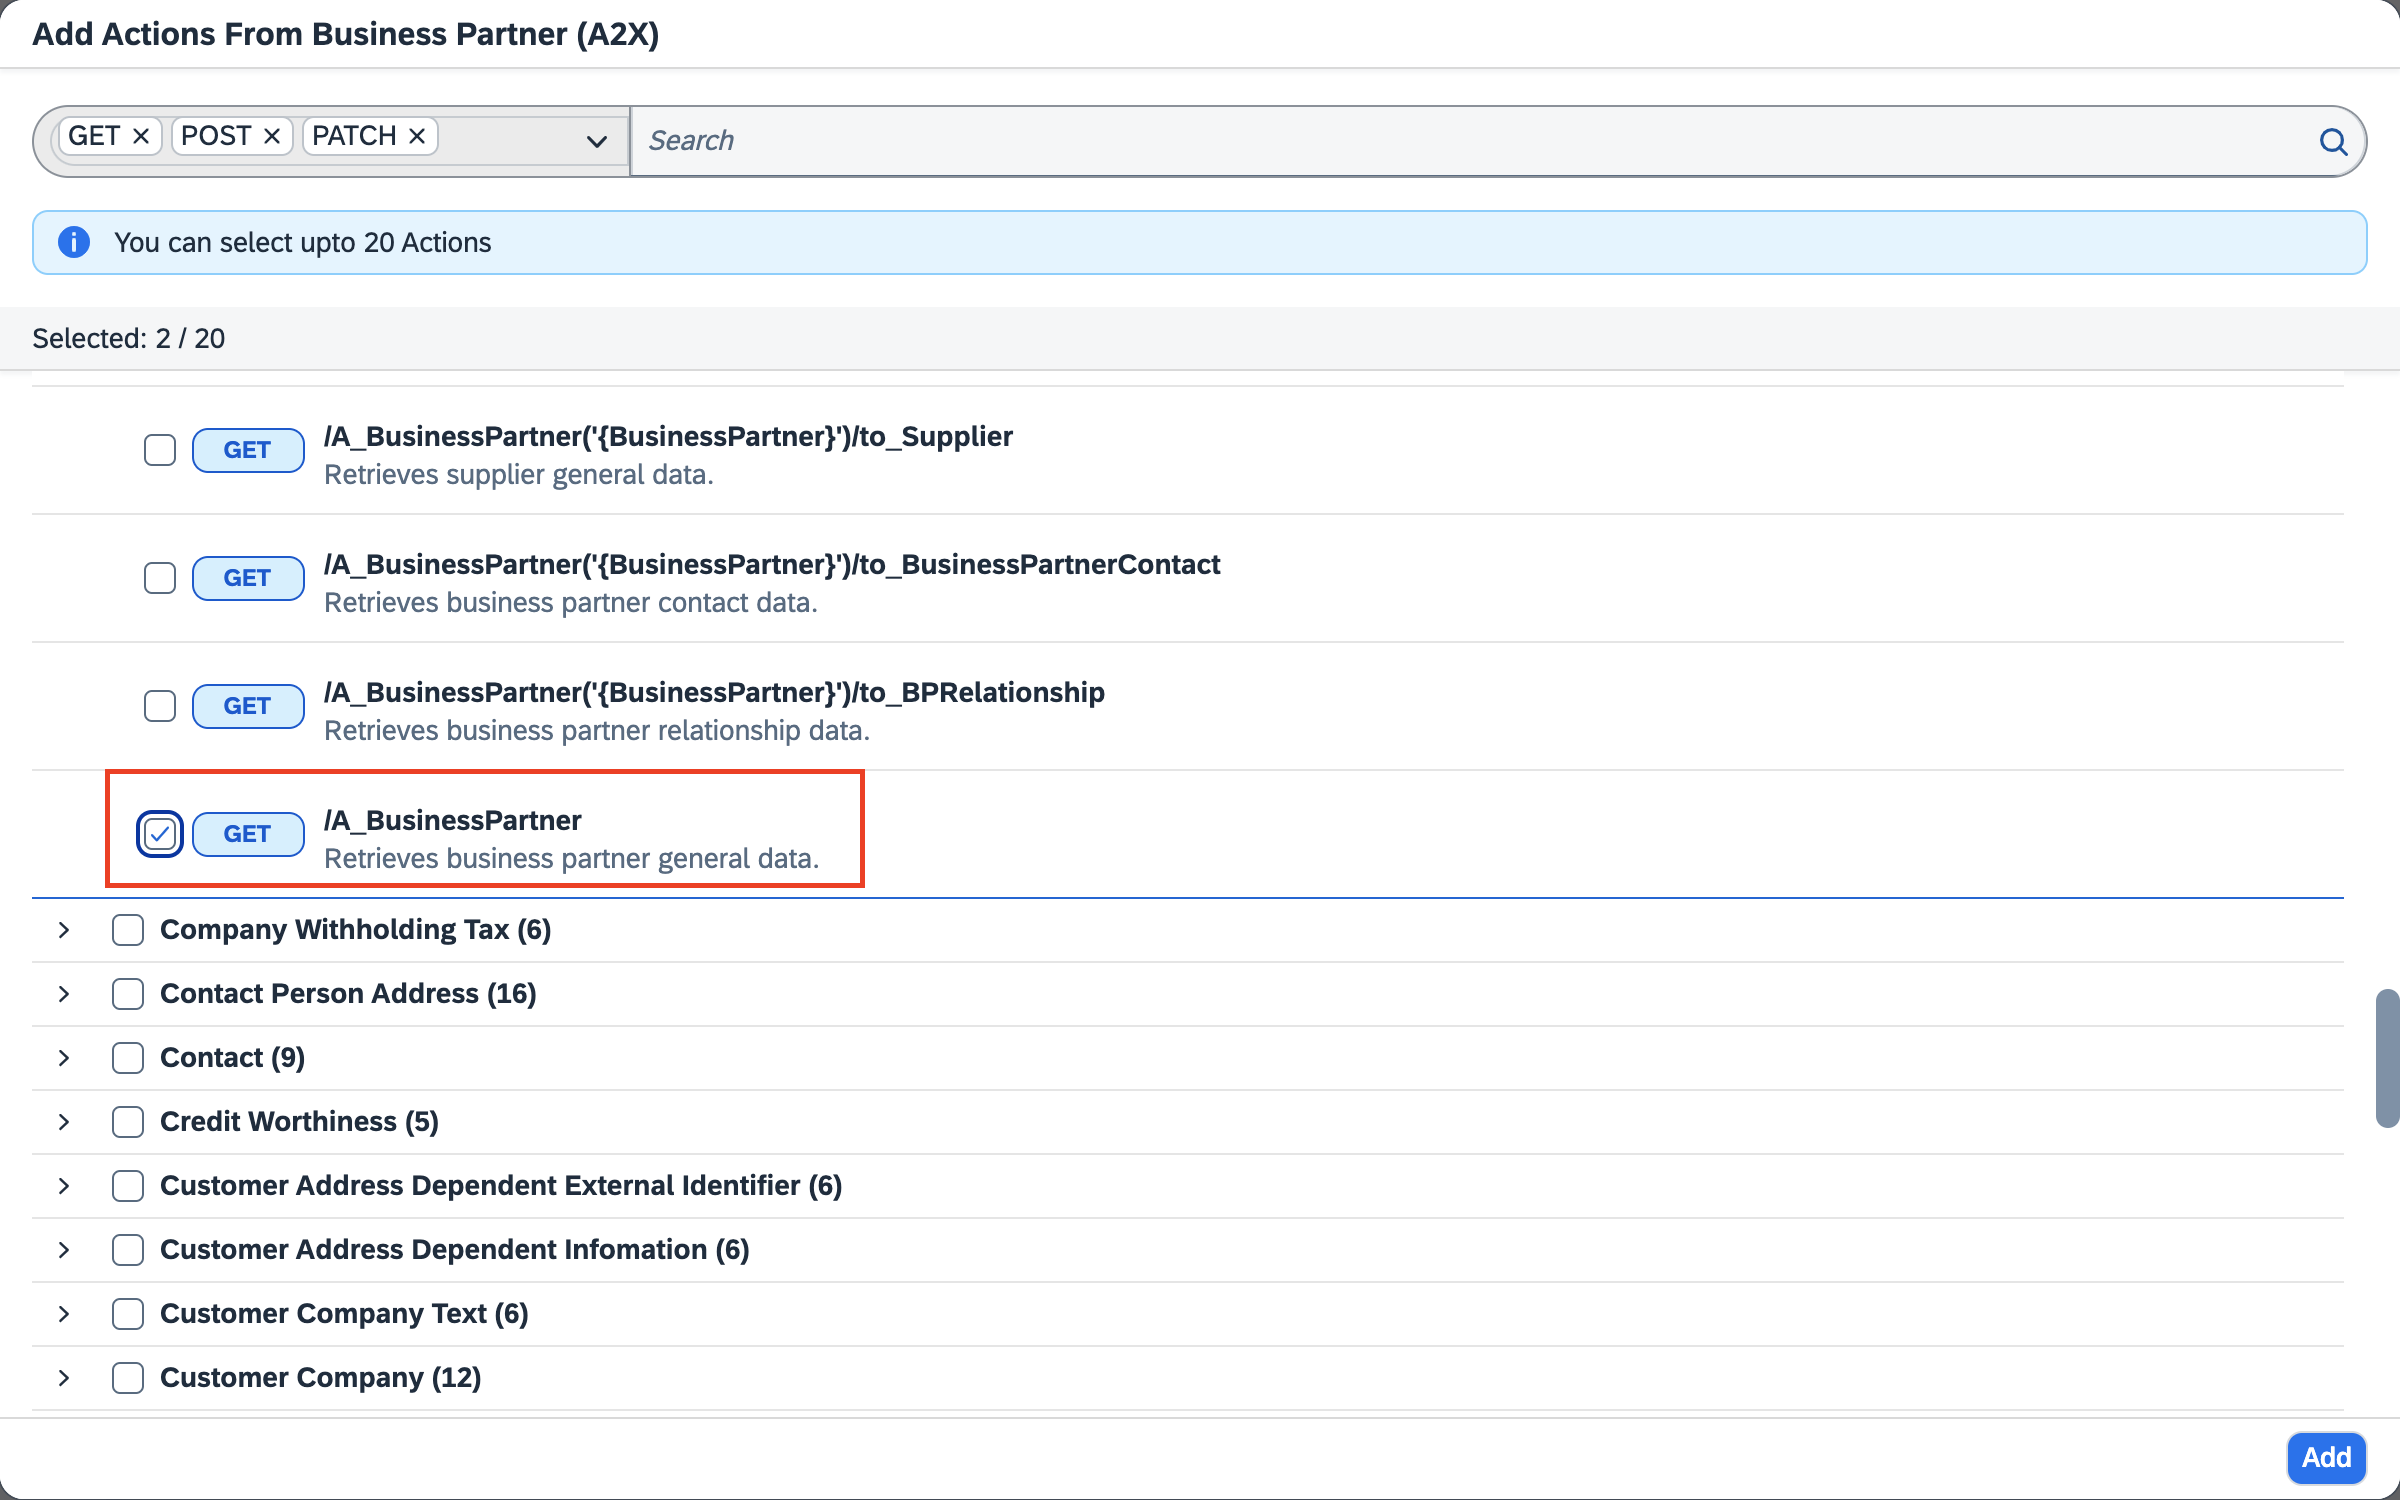 Add Actions From Business Partner (A2X)
GET POST PATCH Search
You can select upto 20 Actions
Selected: 2 / 20
GET /A_BusinessPartner('{BusinessPartner}')/to_Supplier
Retrieves supplier general data.
GET /A_BusinessPartner('{BusinessPartner}')/to_BusinessPartnerContact
Retrieves business partner contact data.
GET /A_BusinessPartner('{BusinessPartner}')/to_BPRelationship
Retrieves business partner relationship data.
GET /A_BusinessPartner
Retrieves business partner general data.
Company Withholding Tax (6)
Contact Person Address (16)
Contact (9)
Credit Worthiness (5)
Customer Address Dependent External Identifier (6)
Customer Address Dependent Infomation (6)
Customer Company Text (6)
Customer Company (12)
Add